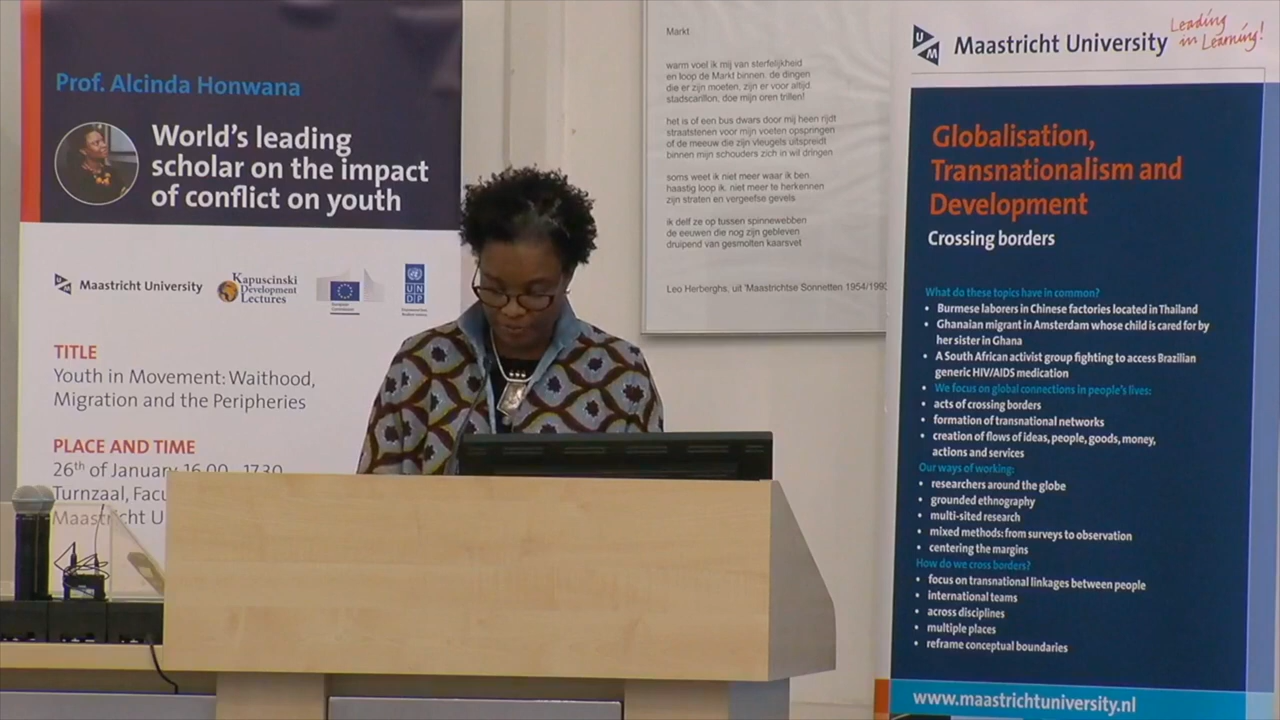 Prof. Alcinda Honwana
World's leading
scholar on the impact
of conflict on youth
Maastricht University
Kapuscinski
Development
Lectures
UN
DP
TITLE
Youth in Movement: Waithood,
Migration and the Peripheries
PLACE AND TIME
26th of January 16.00 - 17.30
Turnzaal, Facu
Maastricht U
Markt
warm voel ik mij van sterfelijkheid
en loop de Markt binnen. de dingen
die er zijn moeten, zijn er voor altijd
stadscarillon, doe mijn oren trillen!
het is of een bus dwars door mij heen rijdt
straatstenen voor mijn voeten opspringen
of de meeuw die zijn vleugels uitspreidt
binnen mijn schouders zich in wil dringen
soms weet ik niet meer waar ik ben
haastig loop ik. niet meer te herkennen
zijn straten en vergeefse gevels
ik delf ze op tussen spinnewebben
de eeuwen die nog zijn gebleven
druipend van gesmolten kaarsvet
Leo Herberghs, uit 'Maastrichtse Sonnetten 1954/1993
UM
Maastricht University
Leading
in Learning!
Globalisation,
Transnationalism and
Development
Crossing borders
What do these topics have in common?
• Burmese laborers in Chinese factories located in Thailand
• Ghanaian migrant in Amsterdam whose child is cared for by
her sister in Ghana
• A South African activist group fighting to access Brazilian
generic HIV/AIDS medication
• We focus on global connections in people's lives:
• acts of crossing borders
• formation of transnational networks
• creation of flows of ideas, people, goods, money,
actions and services
Our ways of working:
• researchers around the globe
• grounded ethnography
• multi-sited research
• mixed methods: from surveys to observation
• centering the margins
How do we cross borders?
• focus on transnational linkages between people
• international teams
• across disciplines
• multiple places
• reframe conceptual boundaries
www.maastrichtuniversity.nl